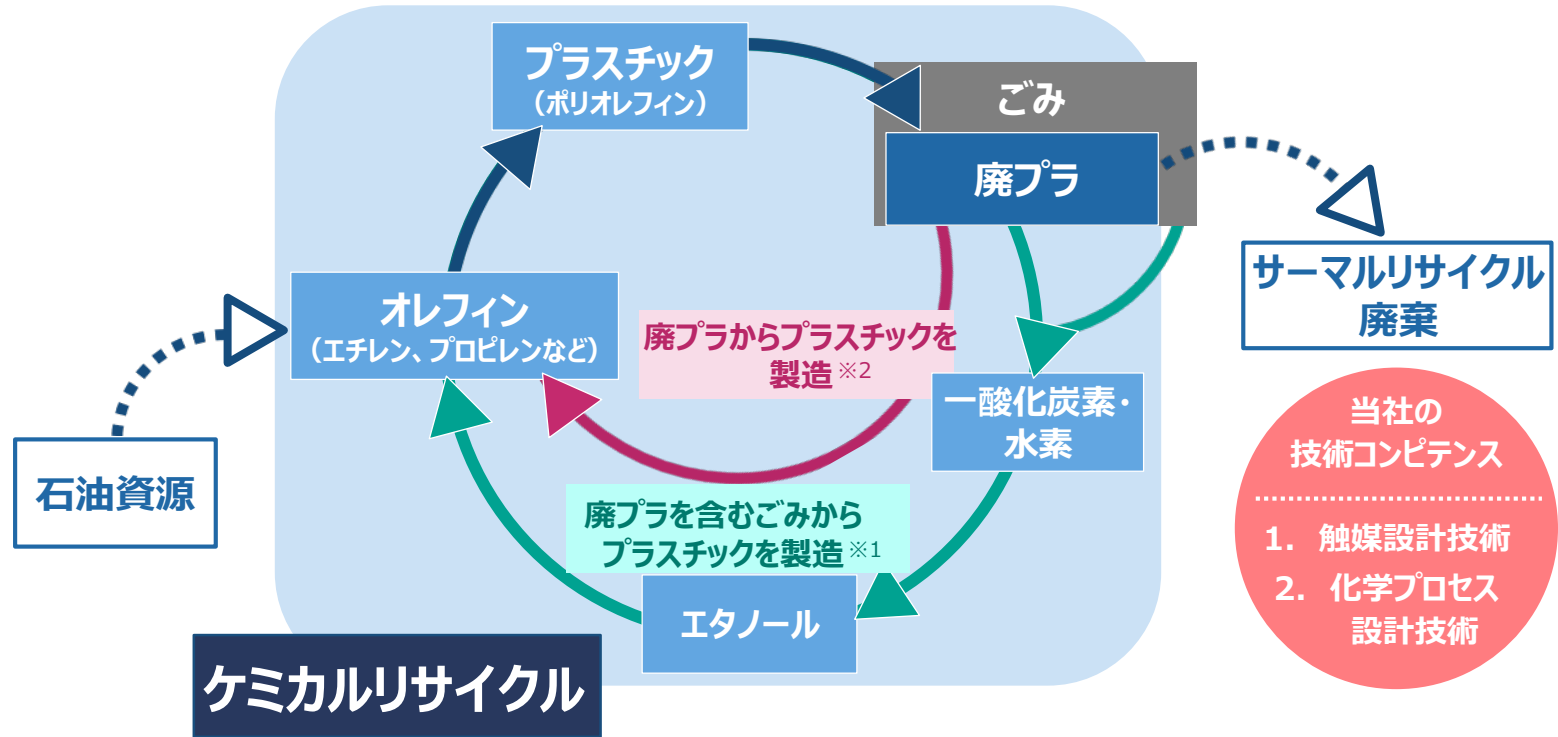 プラスチック
（ポリオレフィン）
ごみ
廃プラ
サーマルリサイクル
廃棄
オレフィン
（エチレン、プロピレンなど）
廃プラからプラスチックを
製造※2
一酸化炭素・
水素
石油資源
廃プラを含むごみから
プラスチックを製造※1
エタノール
ケミカルリサイクル
当社の
技術コンピテンス
1. 触媒設計技術
2. 化学プロセス
設計技術